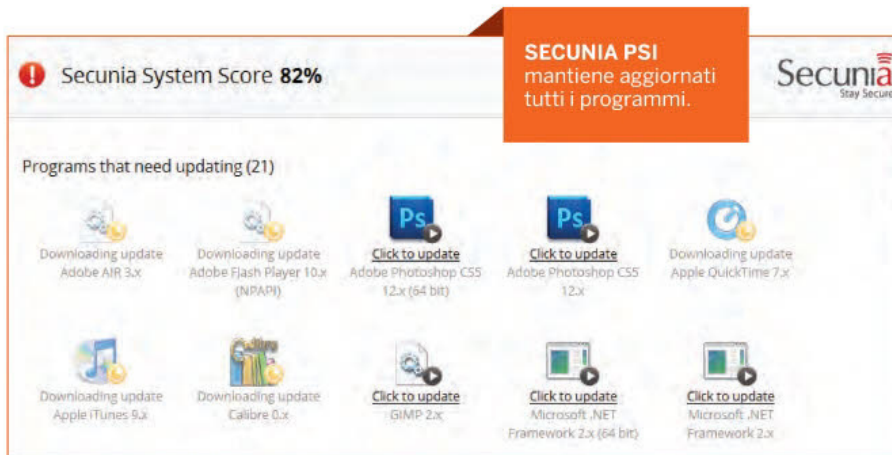 SECUNIA PSI
mantiene aggiornati
tutti i programmi.
Secunia System Score 82%
Secunia
Stay Secure
Programs that need updating (21)
Downloading update
Adobe AIR 3.x
Downloading update
Adobe Flash Player 10.x
(NPAPI)
Ps
Click to update
Adobe Photoshop CS5
12.x (64 bit)
Ps
Click to update
Adobe Photoshop CS5
12.x
Downloading update
Apple QuickTime 7.x
Downloading update
Apple iTunes 9.x
Downloading update
Calibre 0.x
Click to update
GIMP 2.x
Click to update
Microsoft .NET
Framework 2.x (64 bit)
Click to update
Microsoft .NET
Framework 2.x